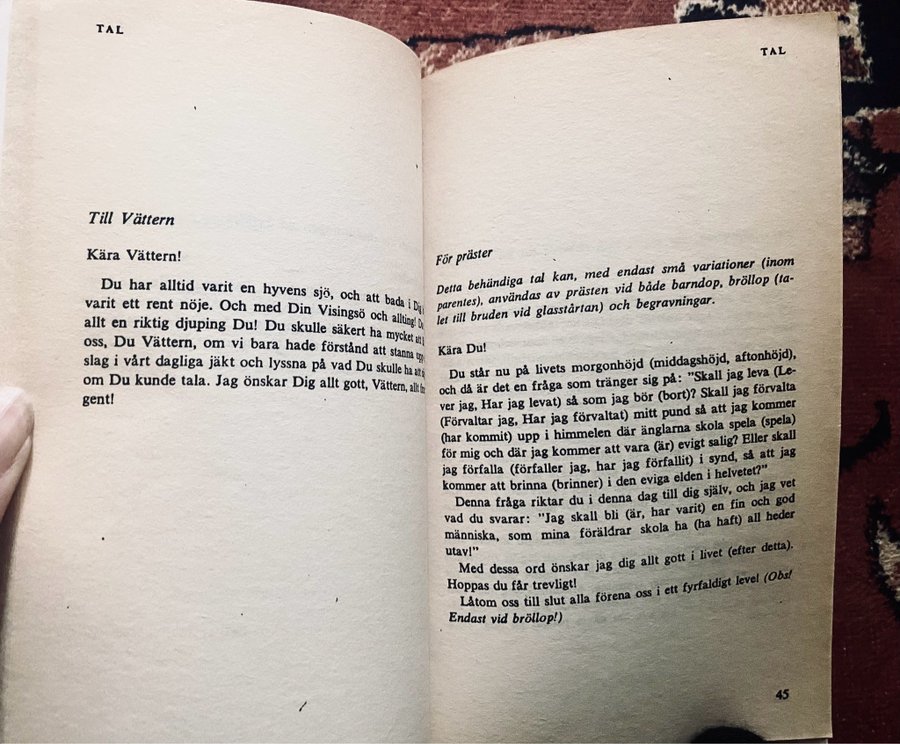 TAL
Till Vättern
Kära Vättern!
Du har alltid varit en hyvens sjö, och att bada i Dig
varit ett rent nöje. Och med Din Visingsö och allting!
allt en riktig djuping Du! Du skulle säkert ha mycket att
oss, Du Vättern, om vi bara hade förstånd att stanna upp
slag i vårt dagliga jäkt och lyssna på vad Du skulle ha att
om Du kunde tala. Jag önskar Dig allt gott, Vättern, allt
gent!
TAL
För präster
Detta behändiga tal kan, med endast små variationer (inom
parentes), användas av prästen vid både barndop, bröllop (ta-
let till bruden vid glasstårtan) och begravningar.
Kära Du!
Du står nu på livets morgonhöjd (middagshöjd, aftonhöjd),
och då är det en fråga som tränger sig på: "Skall jag leva (Le-
ver jag, Har jag levat) så som jag bör (bort)? Skall jag förvalta
(Förvaltar jag, Har jag förvaltat) mitt pund så att jag kommer
(har kommit) upp i himmelen där änglarna skola spela (spela)
för mig och där jag kommer att vara (är) evigt salig? Eller skall
jag förfalla (förfaller jag, har jag förfallit) i synd, så att jag
kommer att brinna (brinner) i den eviga elden i helvetet?"
Denna fråga riktar du i denna dag till dig själv, och jag vet
vad du svarar: "Jag skall bli (är, har varit) en fin och god
människa, som mina föräldrar skola ha (ha haft) all heder
utav!"
Med dessa ord önskar jag dig allt gott i livet (efter detta).
Hoppas du får trevligt!
Låtom oss till slut alla förena oss i ett fyrfaldigt leve! (Obs!
Endast vid bröllop!)
45